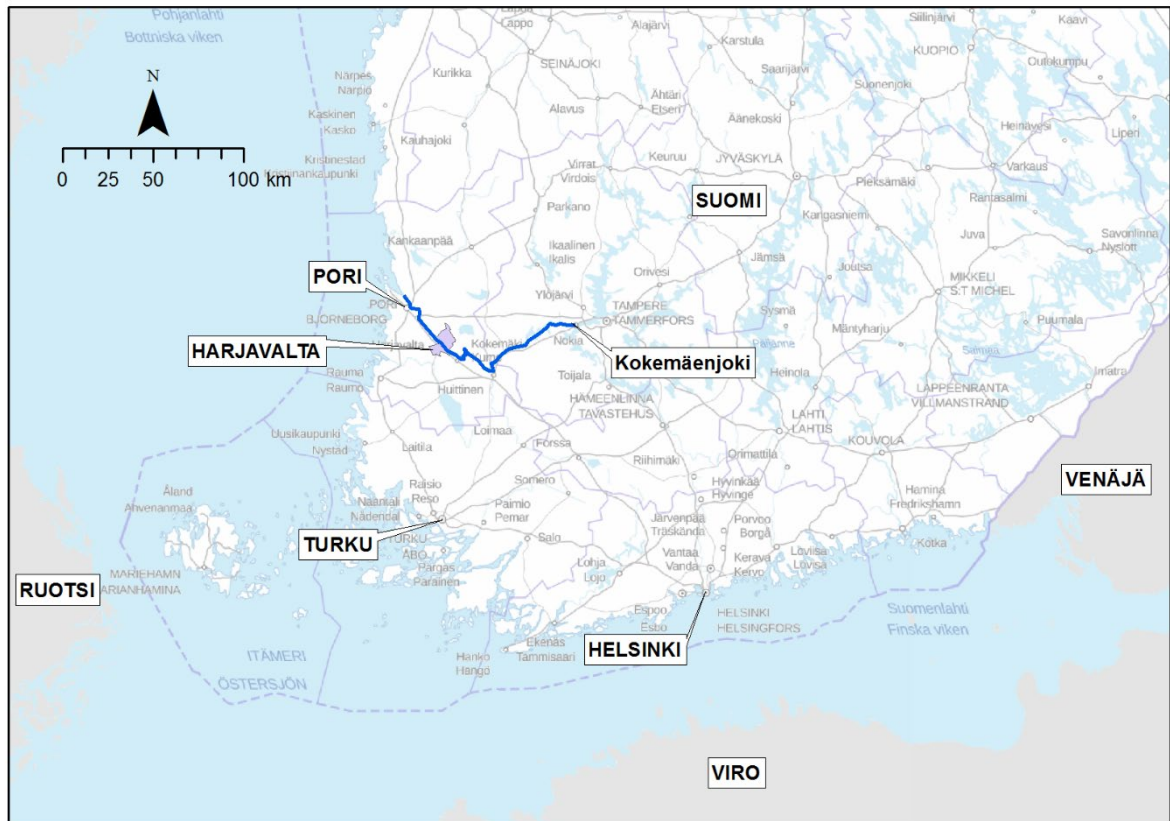 Pohjanlahti
Bottniska viken
N
0 25 50 100 km
Lappo
Alajärvi
Karstula
Siilinjärvi
Kaavi
KUOPIO
Outokumpu
SEINÄJOKI
Kurikka
Saarijärvi
Suonenjoki
Närpes
Närpiö
Ähtäri
Etseri
Alavus
Äänekoski
Heinävesi
Liperi
Kaskinen
Kaskö
Kauhajoki
Varkaus
Keuruu
JYVÄSKYLÄ
Kristinestad
Kristiinankaupunki
Virrat
Virdois
Pieksämäki
SUOMI
Rantasalmi
Parkano
Kangasniemi
Savonlinna
Nyslott
Kankaanpää
Ikaalinen
Ikalis
Juva
Jämsä
Orivesi
Joutsa
PORI
MIKKELI
S:T MICHEL
Ylöjärvi
PORI
BJÖRNEBORG
TAMPERE
TAMMERFORS
Sysmä
Puumala
Mäntyharju
HARJAVALTA
Harjavalta
Kokemäki
Kumo
Nokia
Kokemäenjoki
Päijänne
Saimaa
Rauma
Raumo
Toijala
Heinola
Imatra
Huittinen
HÄMEENLINNA
TAVASTEHUS
LAPPEENRANTA
VILLMANSTRAND
LAHTI
LAHTIS
Uusikaupunki
Nystad
Laitila
Loimaa
Forssa
KOUVOLA
Riihimäki
Orimattila
VENÄJÄ
Åland
Ahvenanmaa
Raisio
Reso
Somero
Hyvinkää
Hyvinge
Hamina
Fredrikshamn
Naantali
Nådendal
Paimio
Pemar
Järvenpää
Träskända
Porvoo
Borgå
TURKU
TURKU
ÅBO
Salo
Kotka
Loviisa
Lovisa
Vantaa
Vanda
Kerava
Kervo
Lohja
Lojo
Pargas
Parainen
RUOTSI
MARIEHAMN
MARIANHAMINA
Espoo
Esbo
HELSINKI
HELSINGFORS
Suomenlahti
Finska viken
Ekenäs
Tammisaari
HELSINKI
Hanko
Hangö
ITÄMERI
ÖSTERSJÖN
VIRO